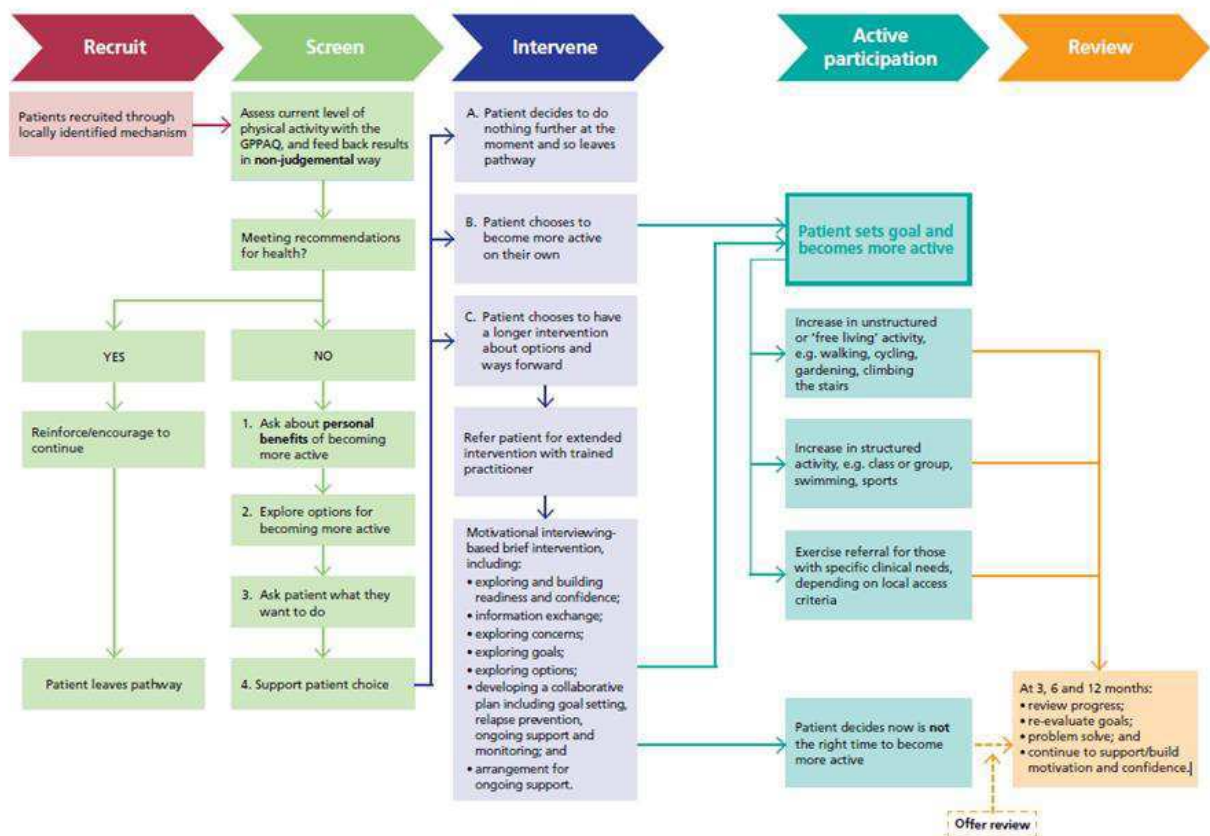 Recruit
Screen
Intervene
Active
participation
Review
Patients recruited through
locally identified mechanism
Assess current level of
physical activity with the
GPPAQ, and feed back results
in non-judgemental way
Meeting recommendations
for health?
YES
NO
Reinforce/encourage to
continue
Patient leaves pathway
1. Ask about personal
benefits of becoming
more active
2. Explore options for
becoming more active
3. Ask patient what they
want to do
4. Support patient choice
A. Patient decides to do
nothing further at the
moment and so leaves
pathway
B. Patient chooses to
become more active
on their own
C. Patient chooses to have
a longer intervention
about options and
ways forward
Refer patient for extended
intervention with trained
practitioner
Motivational interviewing-
based brief intervention,
including:
• exploring and building
readiness and confidence;
• information exchange;
• exploring concerns;
• exploring goals;
• exploring options;
• developing a collaborative
plan including goal setting,
relapse prevention,
ongoing support and
monitoring; and
• arrangement for
ongoing support.
Patient sets goal and
becomes more active
Increase in unstructured
or 'free living' activity,
e.g. walking, cycling,
gardening, climbing
the stairs
Increase in structured
activity, e.g. class or group,
swimming, sports
Exercise referral for those
with specific clinical needs,
depending on local access
criteria
Patient decides now is not
the right time to become
more active
At 3, 6 and 12 months:
• review progress;
• re-evaluate goals;
• problem solve; and
• continue to support/build
motivation and confidence.
Offer review